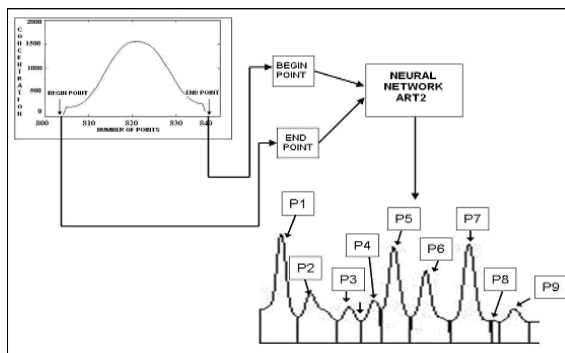 CONCENTRATION
2000
1500
1000
500
BEGIN POINT
END POINT
800
810
820
830
840
NUMBER OF POINTS
BEGIN
POINT
END
POINT
NEURAL
NETWORK
ART2
P1
P2
P3
P4
P5
P6
P7
P8
P9